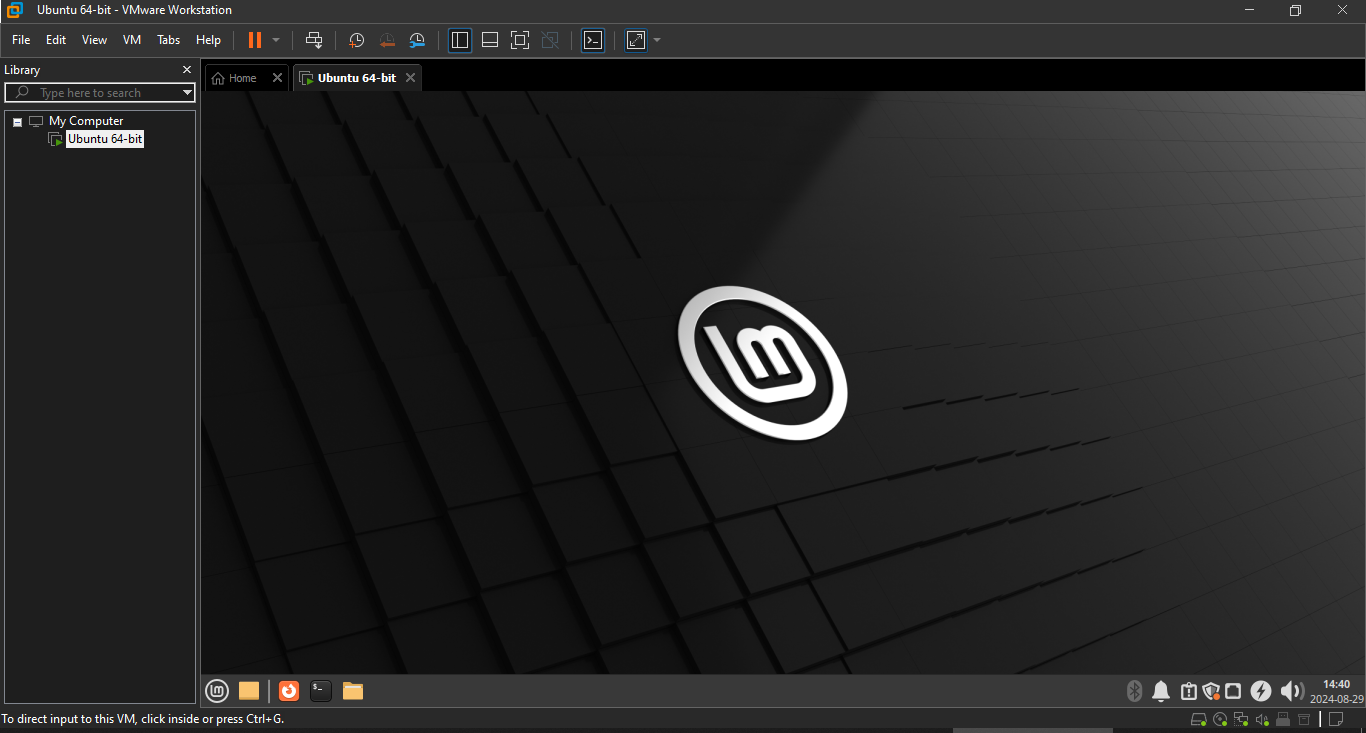 Ubuntu 64-bit - VMware Workstation
File Edit View VM Tabs Help
Library
Home
Ubuntu 64-bit
Type here to search
My Computer
Ubuntu 64-bit
lm
$-
14:40
2024-08-29
To direct input to this VM, click inside or press Ctrl+G.